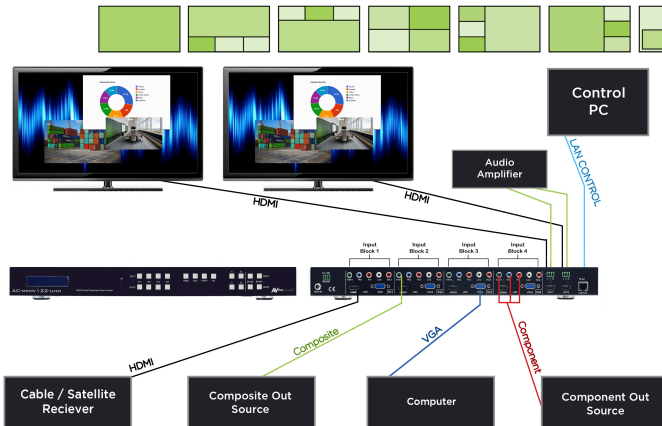 Control
PC
Audio
Amplifier
LAN CONTROL
HDMI
HDMI
Input
Block 1
Input
Block 2
Input
Block 3
Input
Block 4
HDMI
Composite
VGA
Component
Cable / Satellite
Reciever
Composite Out
Source
Computer
Component Out
Source